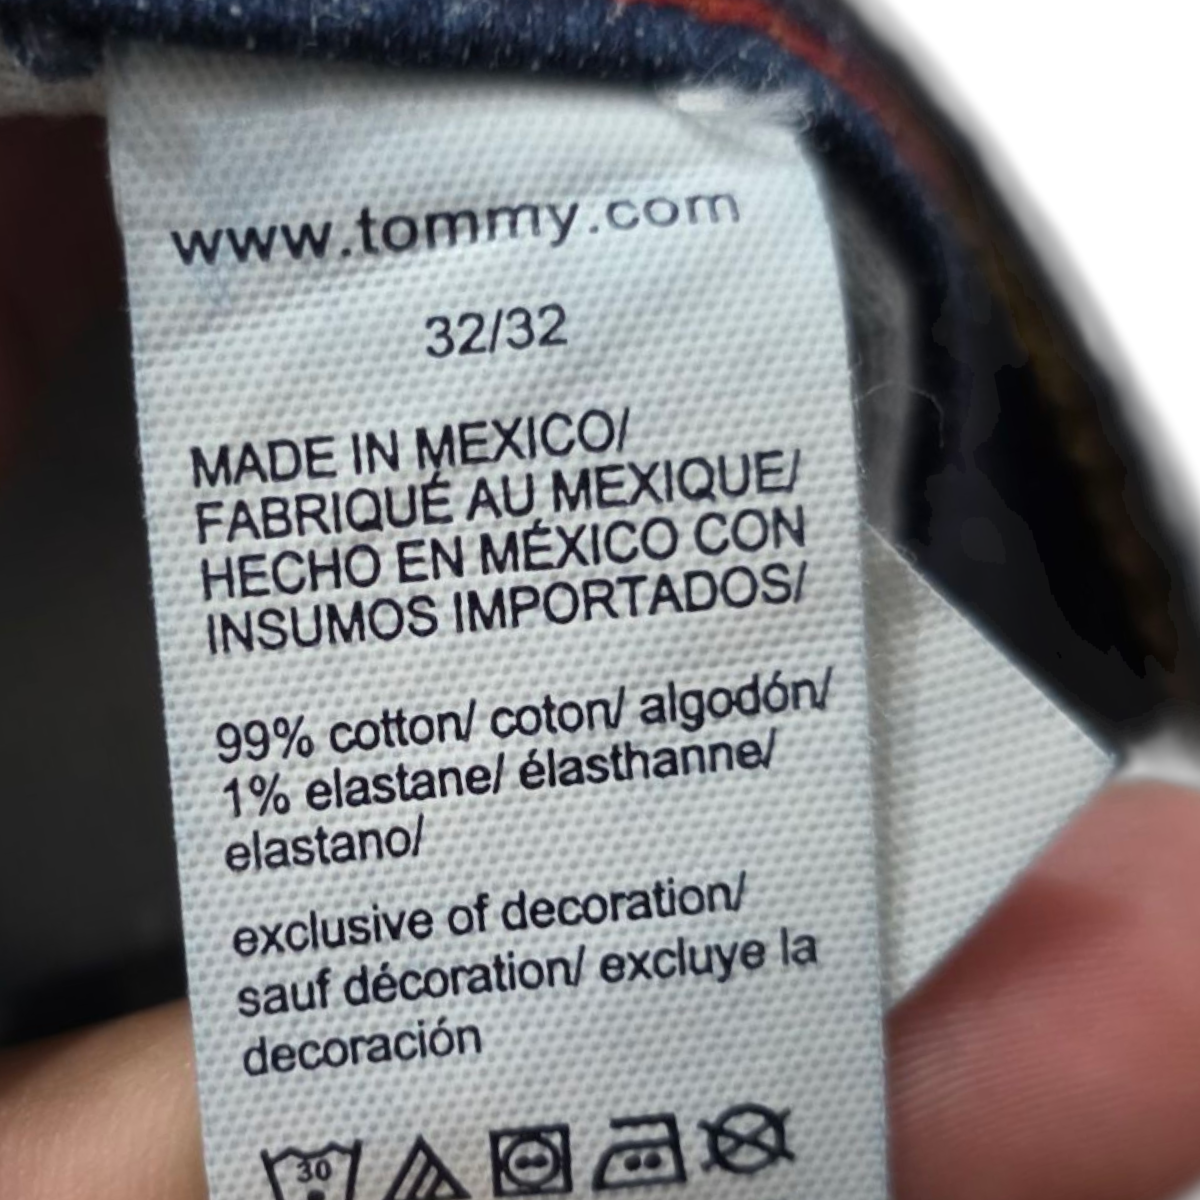 www.tommy.com
32/32
MADE IN MEXICO/
FABRIQUÉ AU MEXIQUE/
HECHO EN MÉXICO CON
INSUMOS IMPORTADOS/
99% cotton/ coton/ algodón/
1% elastane/ élasthanne/
elastano/
exclusive of decoration/
sauf décoration/ excluye la
decoración
30